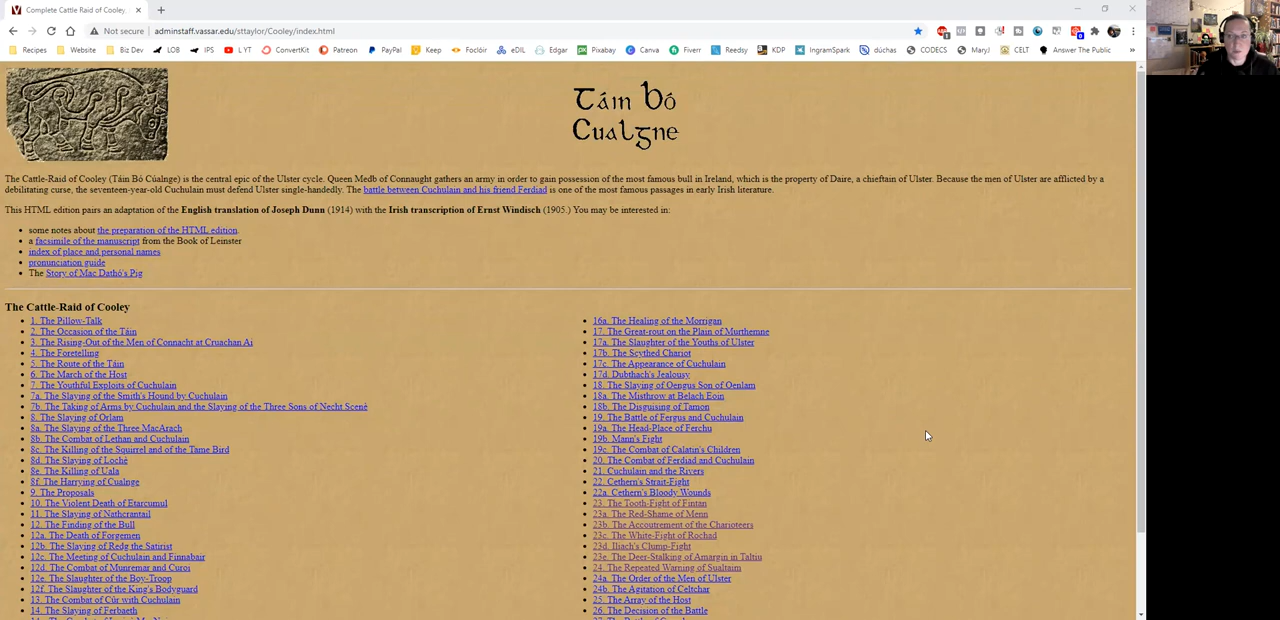 Complete Cattle Raid of Cooley
Not secure | adminstaff.vassar.edu/sttaylor/Cooley/index.html
Recipes Website Biz Dev LOB IPS L YT ConvertKit Patreon PayPal Keep Foclóir eDIL Edgar Pixabay Canva Fiverr Reedsy KDP IngramSpark dúchas CODECS MaryJ CELT Answer The Public »
Táin bó
Cualgne
The Cattle-Raid of Cooley (Táin Bó Cúalnge) is the central epic of the Ulster cycle. Queen Medb of Connaught gathers an army in order to gain possession of the most famous bull in Ireland, which is the property of Daire, a chieftain of Ulster. Because the men of Ulster are afflicted by a
debilitating curse, the seventeen-year-old Cuchulain must defend Ulster single-handedly. The battle between Cuchulain and his friend Ferdiad is one of the most famous passages in early Irish literature.
This HTML edition pairs an adaptation of the English translation of Joseph Dunn (1914) with the Irish transcription of Ernst Windisch (1905.) You may be interested in:
some notes about the preparation of the HTML edition.
a facsimile of the manuscript from the Book of Leinster
index of place and personal names
pronunciation guide
The Story of Mac Dathó's Pig
The Cattle-Raid of Cooley
1. The Pillow-Talk
2. The Occasion of the Táin
3. The Rising-Out of the Men of Connacht at Cruachan Ai
4. The Foretelling
5. The Route of the Táin
6. The March of the Host
7. The Youthful Exploits of Cuchulain
7a. The Slaying of the Smith's Hound by Cuchulain
7b. The Taking of Arms by Cuchulain and the Slaying of the Three Sons of Necht Scenè
8. The Slaying of Orlam
8a. The Slaying of the Three MacArach
8b. The Combat of Lethan and Cuchulain
8c. The Killing of the Squirrel and of the Tame Bird
8d. The Slaying of Lochè
8e. The Killing of Uala
8f. The Harrying of Cualnge
9. The Proposals
10. The Violent Death of Etarcumul
11. The Slaying of Nathcrantail
12. The Finding of the Bull
12a. The Death of Forgemen
12b. The Slaying of Redg the Satirist
12c. The Meeting of Cuchulain and Finnabair
12d. The Combat of Munremar and Curoi
12e. The Slaughter of the Boy-Troop
12f. The Slaughter of the King's Bodyguard
13. The Combat of Cûr with Cuchulain
14. The Slaying of Ferbaeth
16a. The Healing of the Morrigan
17. The Great-rout on the Plain of Murthemne
17a. The Slaughter of the Youths of Ulster
17b. The Scythed Chariot
17c. The Appearance of Cuchulain
17d. Dubthach's Jealousy
18. The Slaying of Oengus Son of Oenlam
18a. The Misthrow at Belach Eoin
18b. The Disguising of Tamon
19. The Battle of Fergus and Cuchulain
19a. The Head-Place of Ferchu
19b. Mann's Fight
19c. The Combat of Calatin's Children
20. The Combat of Ferdiad and Cuchulain
21. Cuchulain and the Rivers
22. Cethern's Strait-Fight
22a. Cethern's Bloody Wounds
23. The Tooth-Fight of Fintan
23a. The Red-Shame of Menn
23b. The Accoutrement of the Charioteers
23c. The White-Fight of Rochad
23d. Iliach's Clump-Fight
23e. The Deer-Stalking of Amargin in Taltiu
24. The Repeated Warning of Sualtaim
24a. The Order of the Men of Ulster
24b. The Agitation of Celtchar
25. The Array of the Host
26. The Decision of the Battle